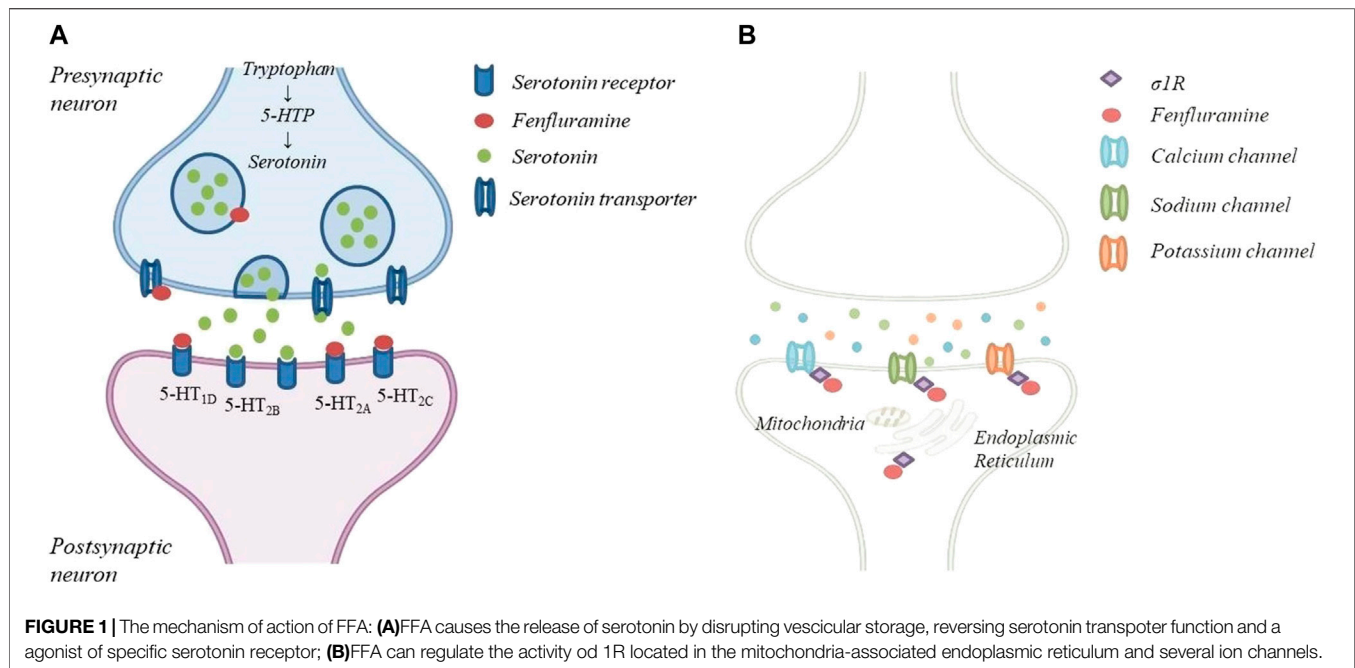 A
Presynaptic
neuron
Tryptophan
↓
5-HTP
↓
Serotonin
Serotonin receptor
Fenfluramine
Serotonin
Serotonin transporter
5-HT1D
5-HT2B
5-HT2A
5-HT2C
Postsynaptic
neuron
B
σ1R
Fenfluramine
Calcium channel
Sodium channel
Potassium channel
Mitochondria
Endoplasmic
Reticulum
FIGURE 1 | The mechanism of action of FFA: (A)FFA causes the release of serotonin by disrupting vescicular storage, reversing serotonin transpoter function and a
agonist of specific serotonin receptor; (B)FFA can regulate the activity od 1R located in the mitochondria-associated endoplasmic reticulum and several ion channels.